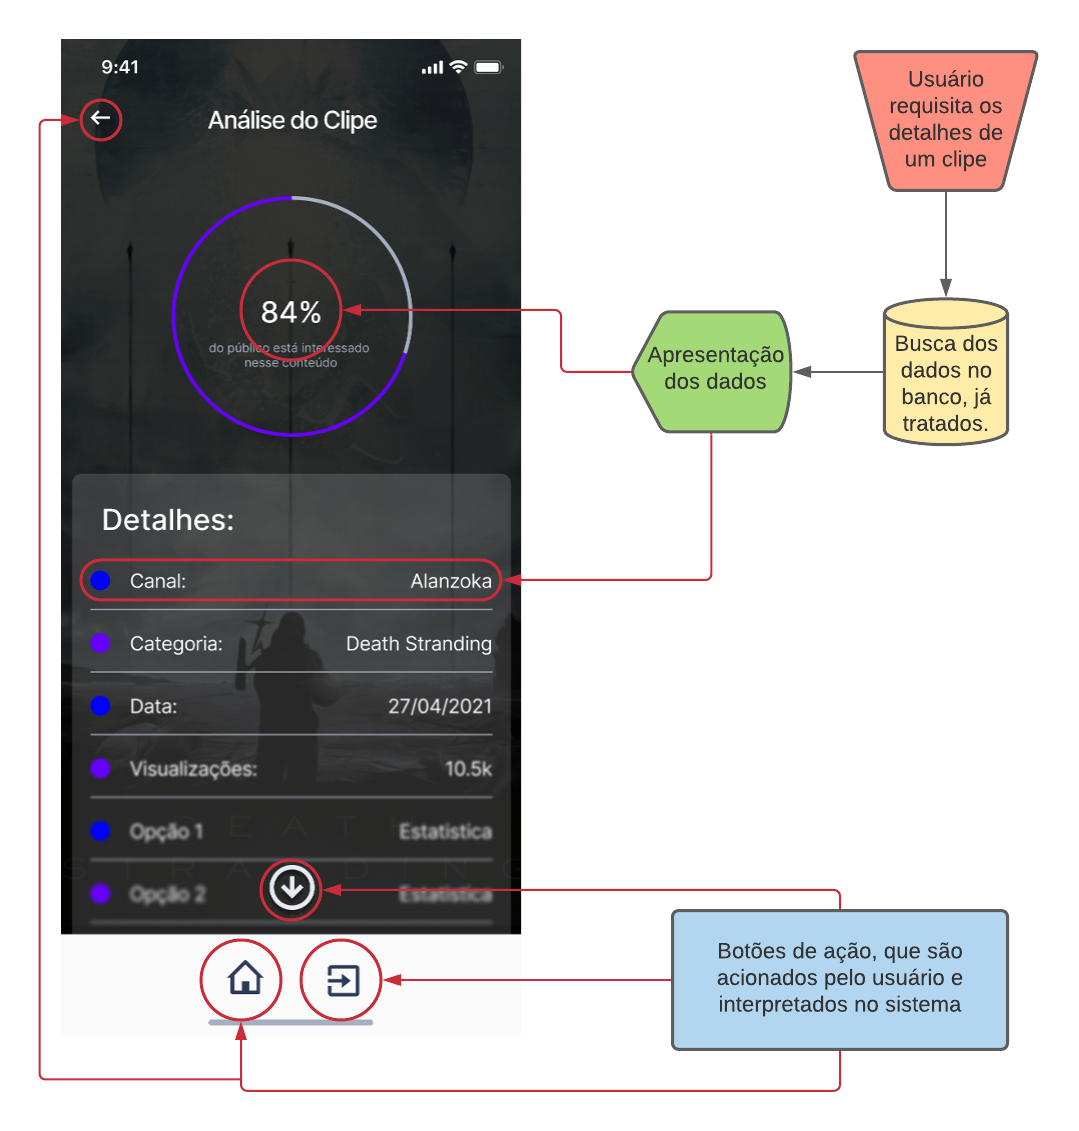 9:41
Análise do Clipe
84%
do público está interessado
nesse conteúdo
Detalhes:
Canal: Alanzoka
Categoria: Death Stranding
Data: 27/04/2021
Visualizações: 10.5k
DEATH
Opção 1 Estatistica
STRANDING
Opção 2 Estatistica
Usuário
requisita os
detalhes de
um clipe
Busca dos
dados no
banco, já
tratados.
Apresentação
dos dados
Botões de ação, que são
acionados pelo usuário e
interpretados no sistema